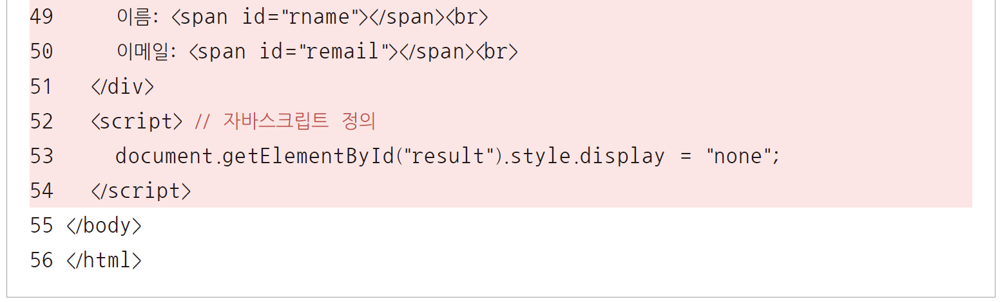 49 이름: <span id="rname"></span><br>
50 이메일: <span id="remail"></span><br>
51 </div>
52 <script> // 자바스크립트 정의
53 document.getElementById("result").style.display = "none";
54 </script>
55 </body>
56 </html>